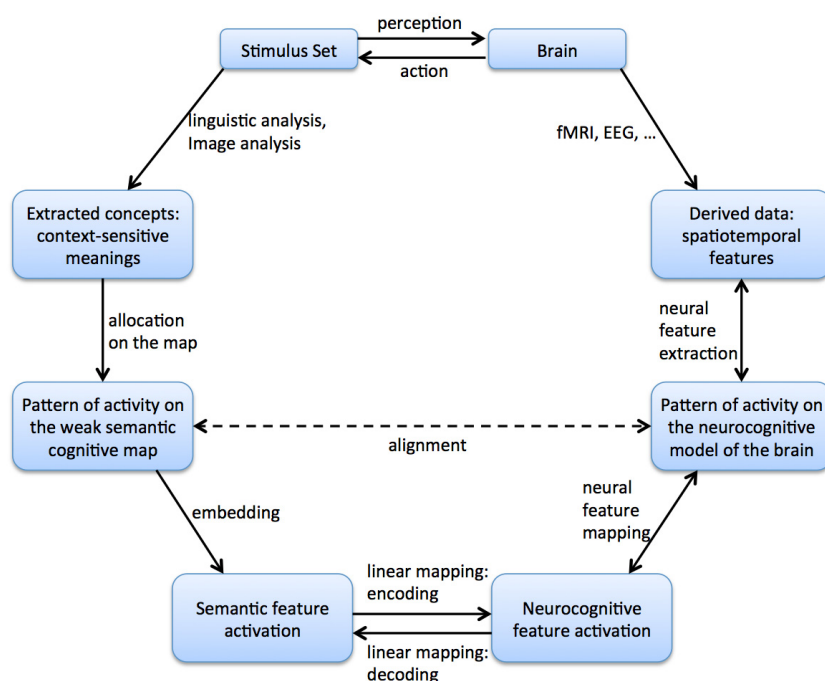 perception
Stimulus Set
Brain
action
linguistic analysis,
Image analysis
fMRI, EEG, ...
Extracted concepts:
context-sensitive
meanings
Derived data:
spatiotemporal
features
allocation
on the map
neural
feature
extraction
Pattern of activity on
the weak semantic
cognitive map
alignment
Pattern of activity on
the neurocognitive
model of the brain
embedding
neural
feature
mapping
Semantic feature
activation
linear mapping:
encoding
linear mapping:
decoding
Neurocognitive
feature activation